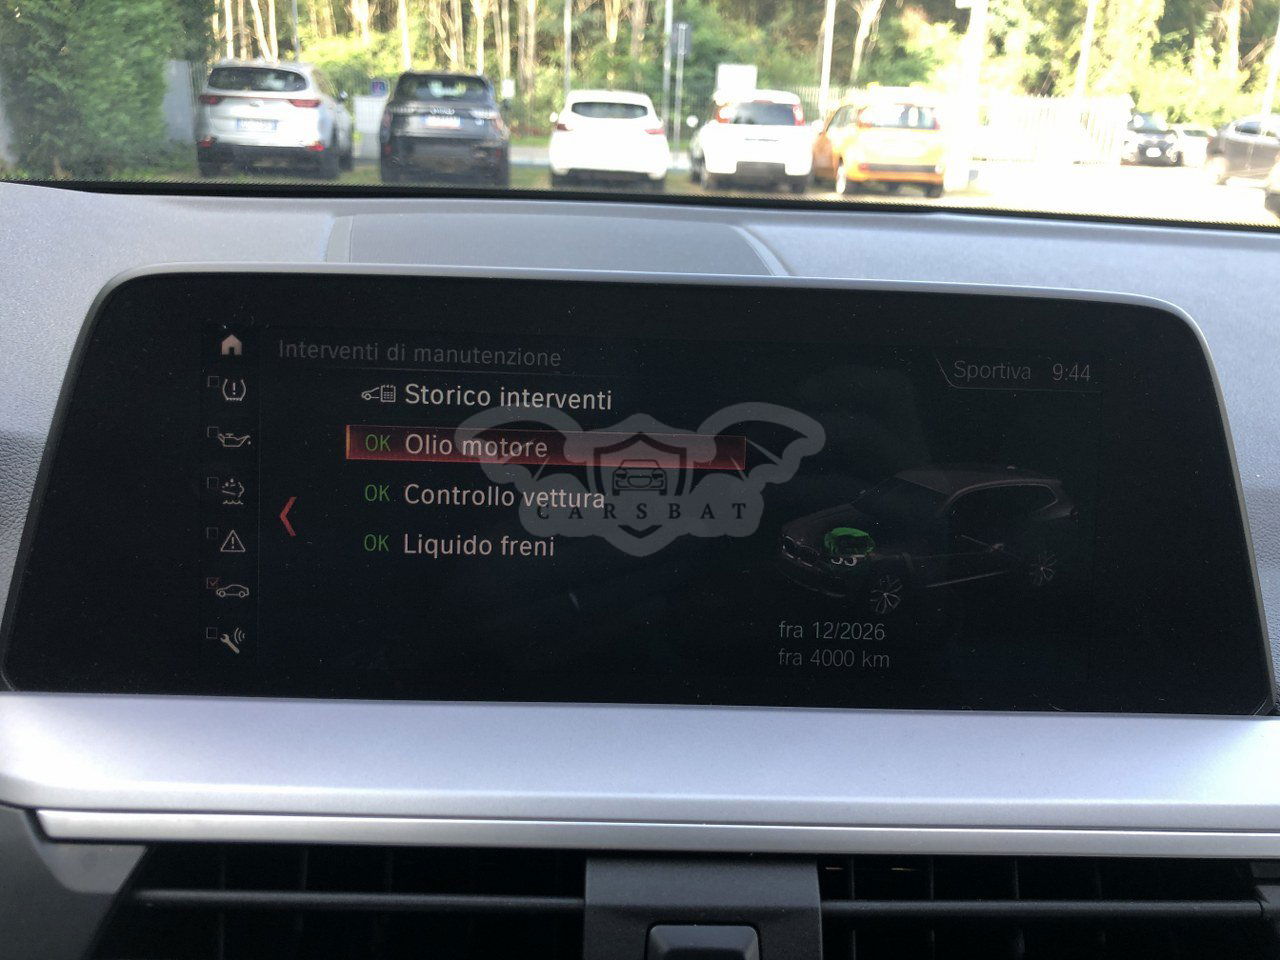 Interventi di manutenzione
Sportiva 9:44
Storico interventi
OK Olio motore
OK Controllo vettura
OK Liquido freni
CARSBAT
fra 12/2026
fra 4000 km